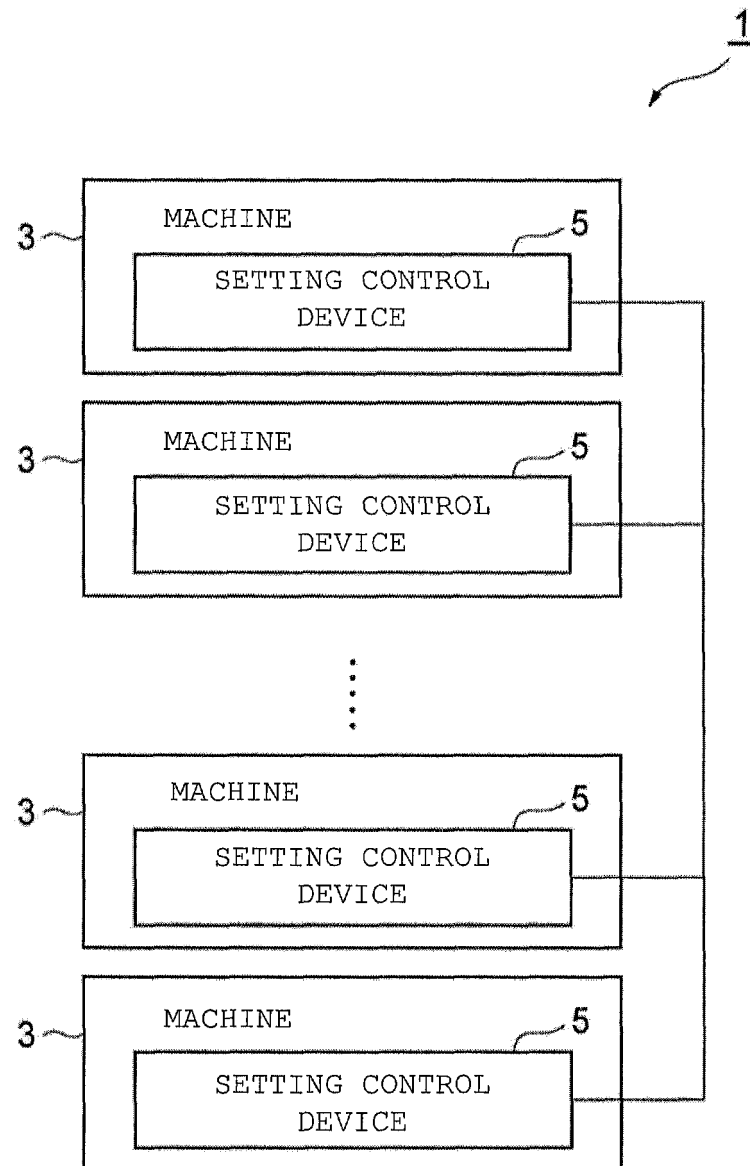 1
MACHINE
3
5
SETTING CONTROL
DEVICE
MACHINE
3
5
SETTING CONTROL
DEVICE
MACHINE
3
5
SETTING CONTROL
DEVICE
MACHINE
3
5
SETTING CONTROL
DEVICE